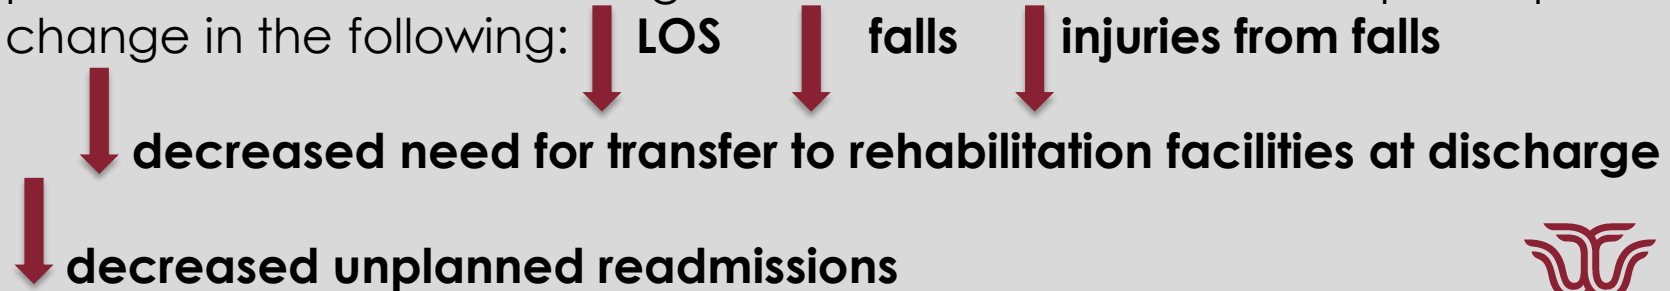 change in the following: LOS falls injuries from falls
decreased need for transfer to rehabilitation facilities at discharge
decreased unplanned readmissions